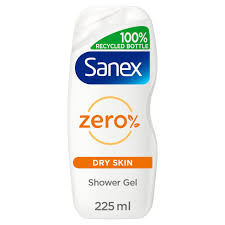 100%
RECYCLED BOTTLE
Sanex
zero%
DRY SKIN
Shower Gel
225 ml